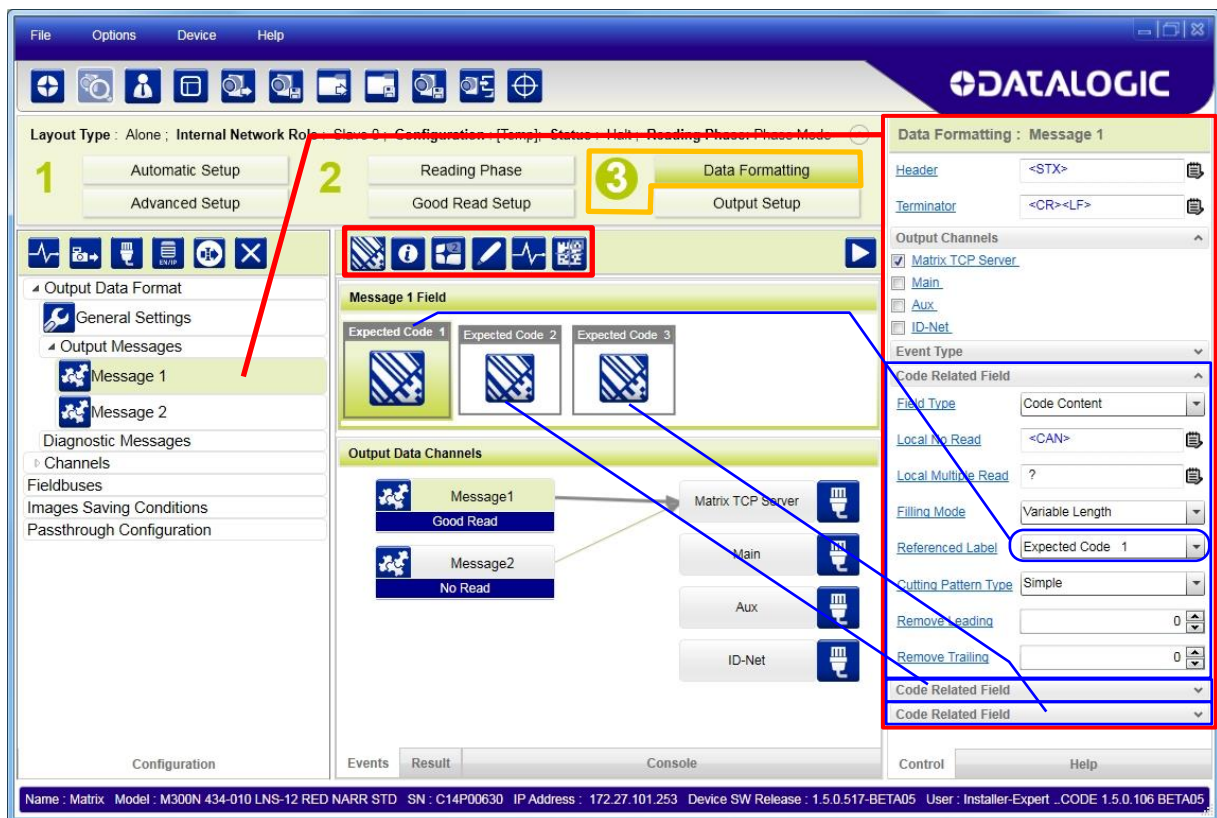 File Options Device Help
DATALOGIC
Layout Type : Alone ; Internal Network Role : Slave 0 ; Configuration : [Temp]; Status : Halt ; Reading Phase: Phase Mode
1 Automatic Setup
Advanced Setup
2 Reading Phase
Good Read Setup
3 Data Formatting
Output Setup
EN/IP
Output Data Format
General Settings
Output Messages
Message 1
Message 2
Diagnostic Messages
Channels
Fieldbuses
Images Saving Conditions
Passthrough Configuration
Configuration
Message 1 Field
Expected Code 1
Expected Code 2
Expected Code 3
Output Data Channels
Message1
Good Read
Message2
No Read
Matrix TCP Server
Main
Aux
ID-Net
Events Result Console
Data Formatting : Message 1
Header <STX>
Terminator <CR><LF>
Output Channels
Matrix TCP Server
Main
Aux
ID-Net
Event Type
Code Related Field
Field Type Code Content
Local No Read <CAN>
Local Multiple Read ?
Filling Mode Variable Length
Referenced Label Expected Code 1
Cutting Pattern Type Simple
Remove Leading 0
Remove Trailing 0
Code Related Field
Code Related Field
Control Help
Name : Matrix Model : M300N 434-010 LNS-12 RED NARR STD SN : C14P00630 IP Address : 172.27.101.253 Device SW Release : 1.5.0.517-BETA05 User : Installer-Expert ..CODE 1.5.0.106 BETA05